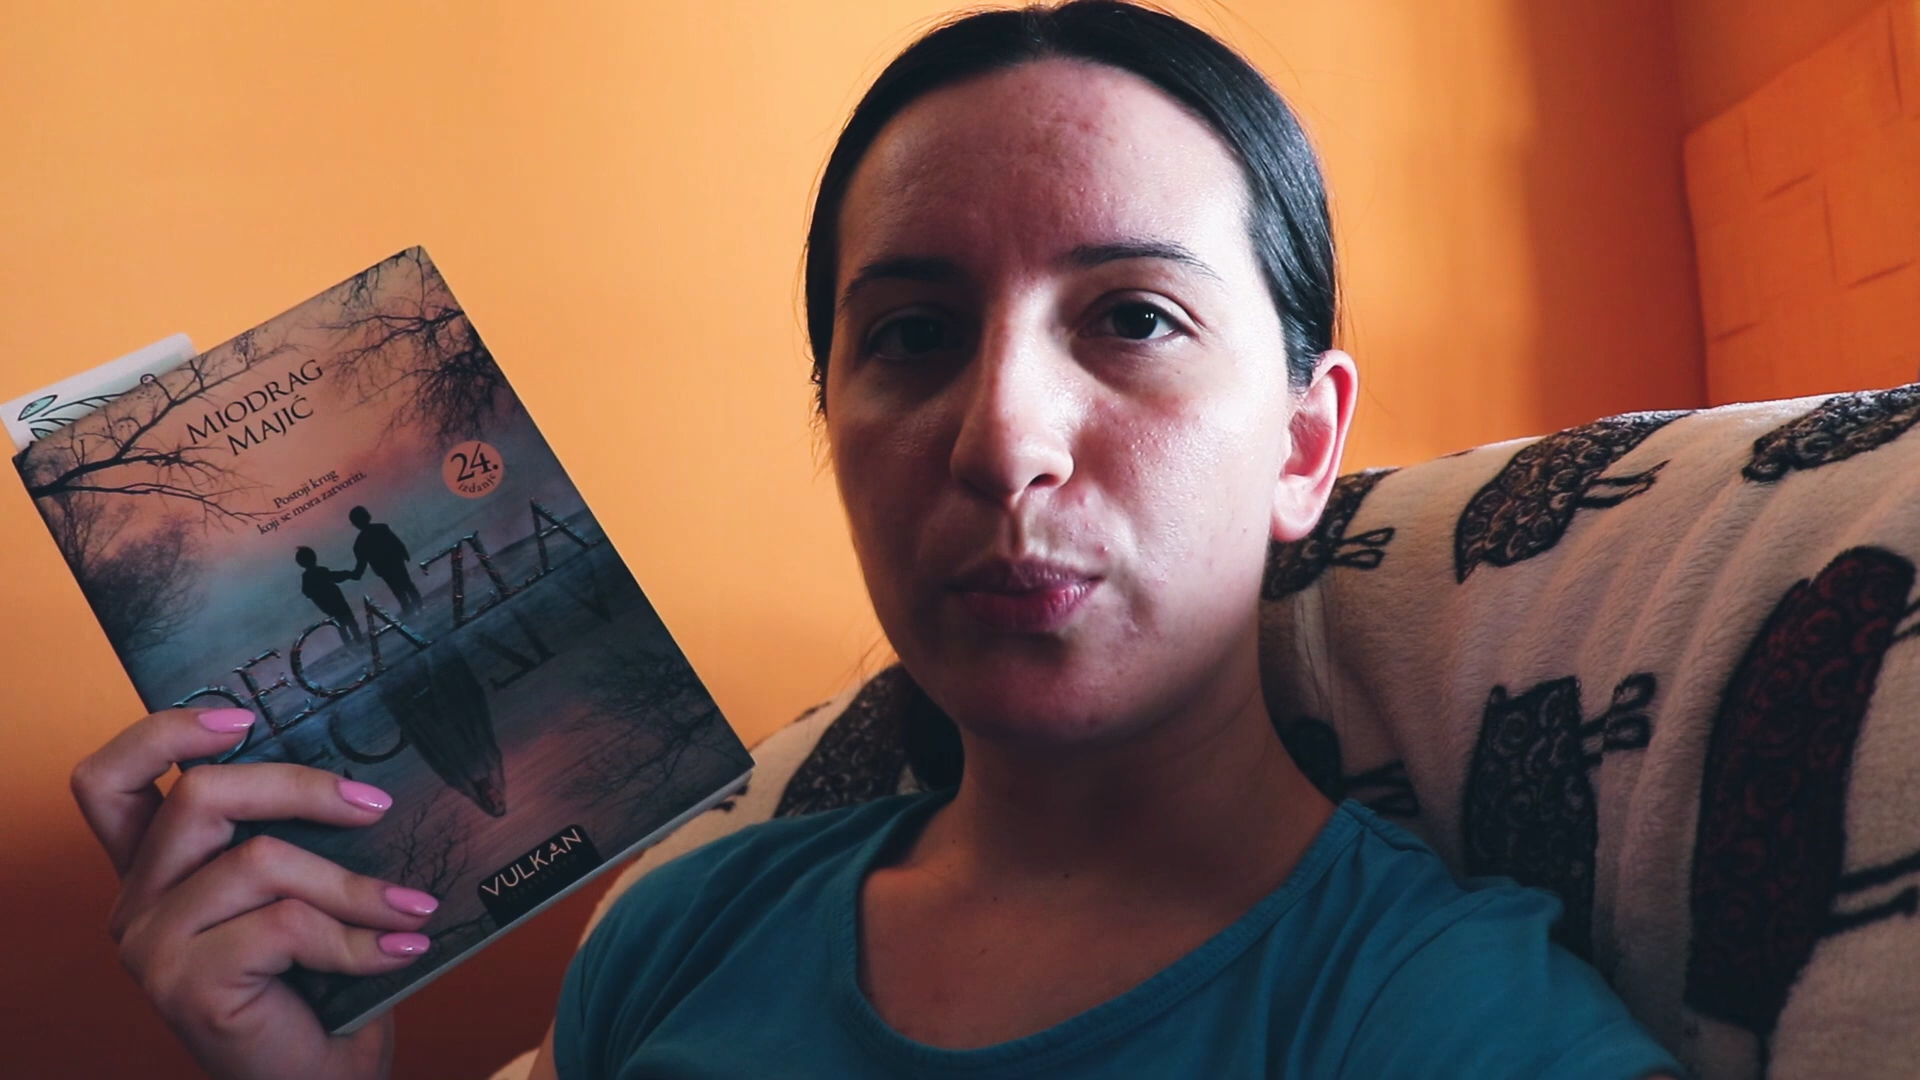 MIODRAG
MAJIĆ
24.
izdanje
Postoji krug
koji se mora zatvoriti.
DECA ZLA
VULKAN